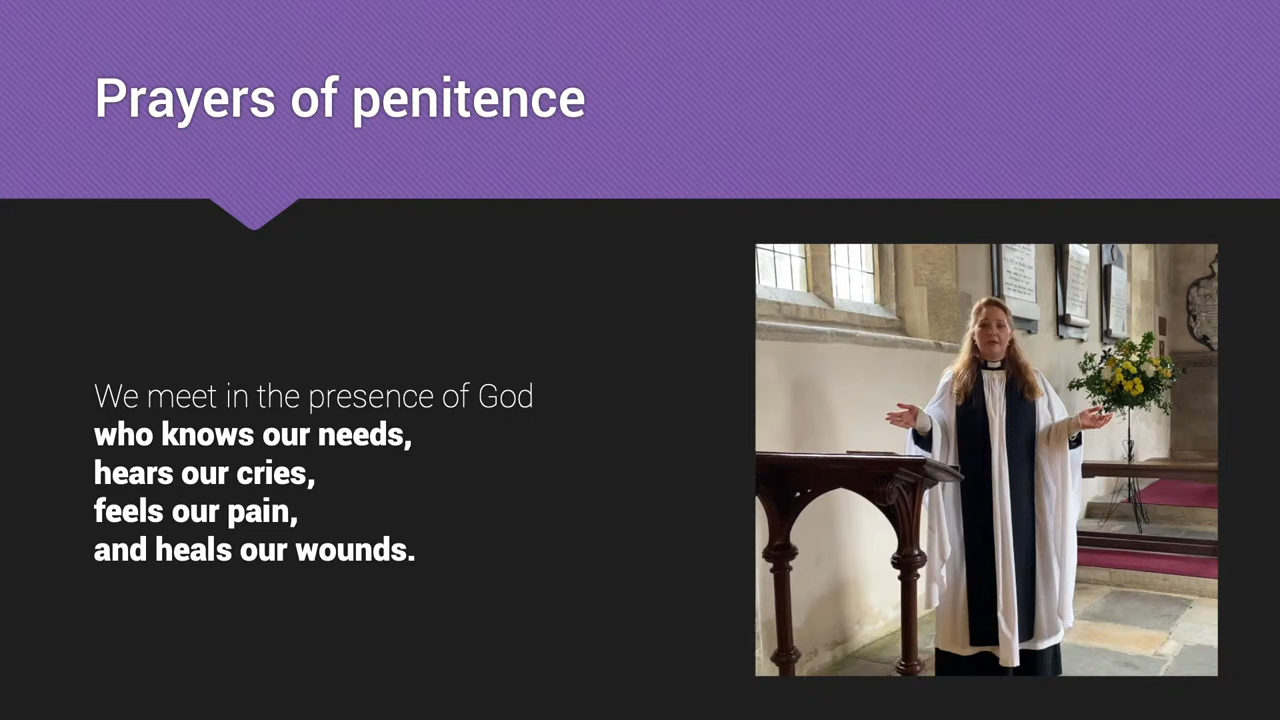 Prayers of penitence
We meet in the presence of God
who knows our needs,
hears our cries,
feels our pain,
and heals our wounds.